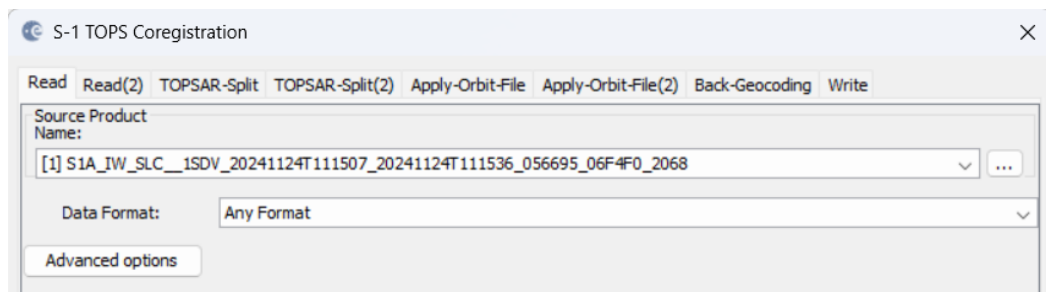 S-1 TOPS Coregistration
Read Read(2) TOPSAR-Split TOPSAR-Split(2) Apply-Orbit-File Apply-Orbit-File(2) Back-Geocoding Write
Source Product
Name:
[1] S1A_IW_SLC__1SDV_20241124T111507_20241124T111536_056695_06F4F0_2068
...
Data Format: Any Format
Advanced options